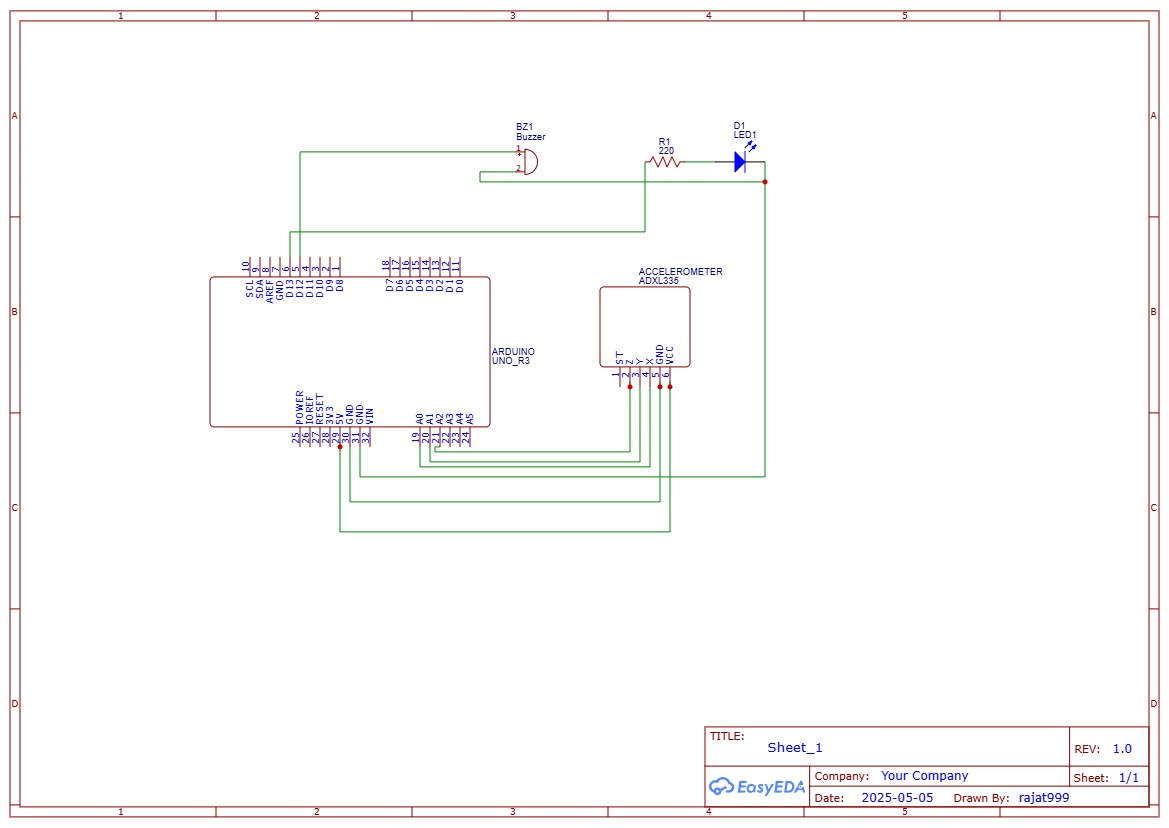 1 2 3 4 5
A A
B B
C C
D D
BZ1
Buzzer
1
2
R1
220
D1
LED1
10 9 8 7 6 5 4 3 2 1 18 17 16 15 14 13 12 11
SCL SDA AREF GND D13 D12 D11 D10 D9 D8 D7 D6 D5 D4 D3 D2 D1 D0
ARDUINO
UNO_R3
POWER IOREF RESET 3V3 5V GND GND VIN A0 A1 A2 A3 A4 A5
25 26 27 28 29 30 31 32 19 20 21 22 23 24
ACCELEROMETER
ADXL335
ST Z Y X GND VCC
1 2 3 4 5 6
TITLE:
Sheet_1
REV: 1.0
EasyEDA
Company: Your Company
Sheet: 1/1
Date: 2025-05-05 Drawn By: rajat999
1 2 3 4 5